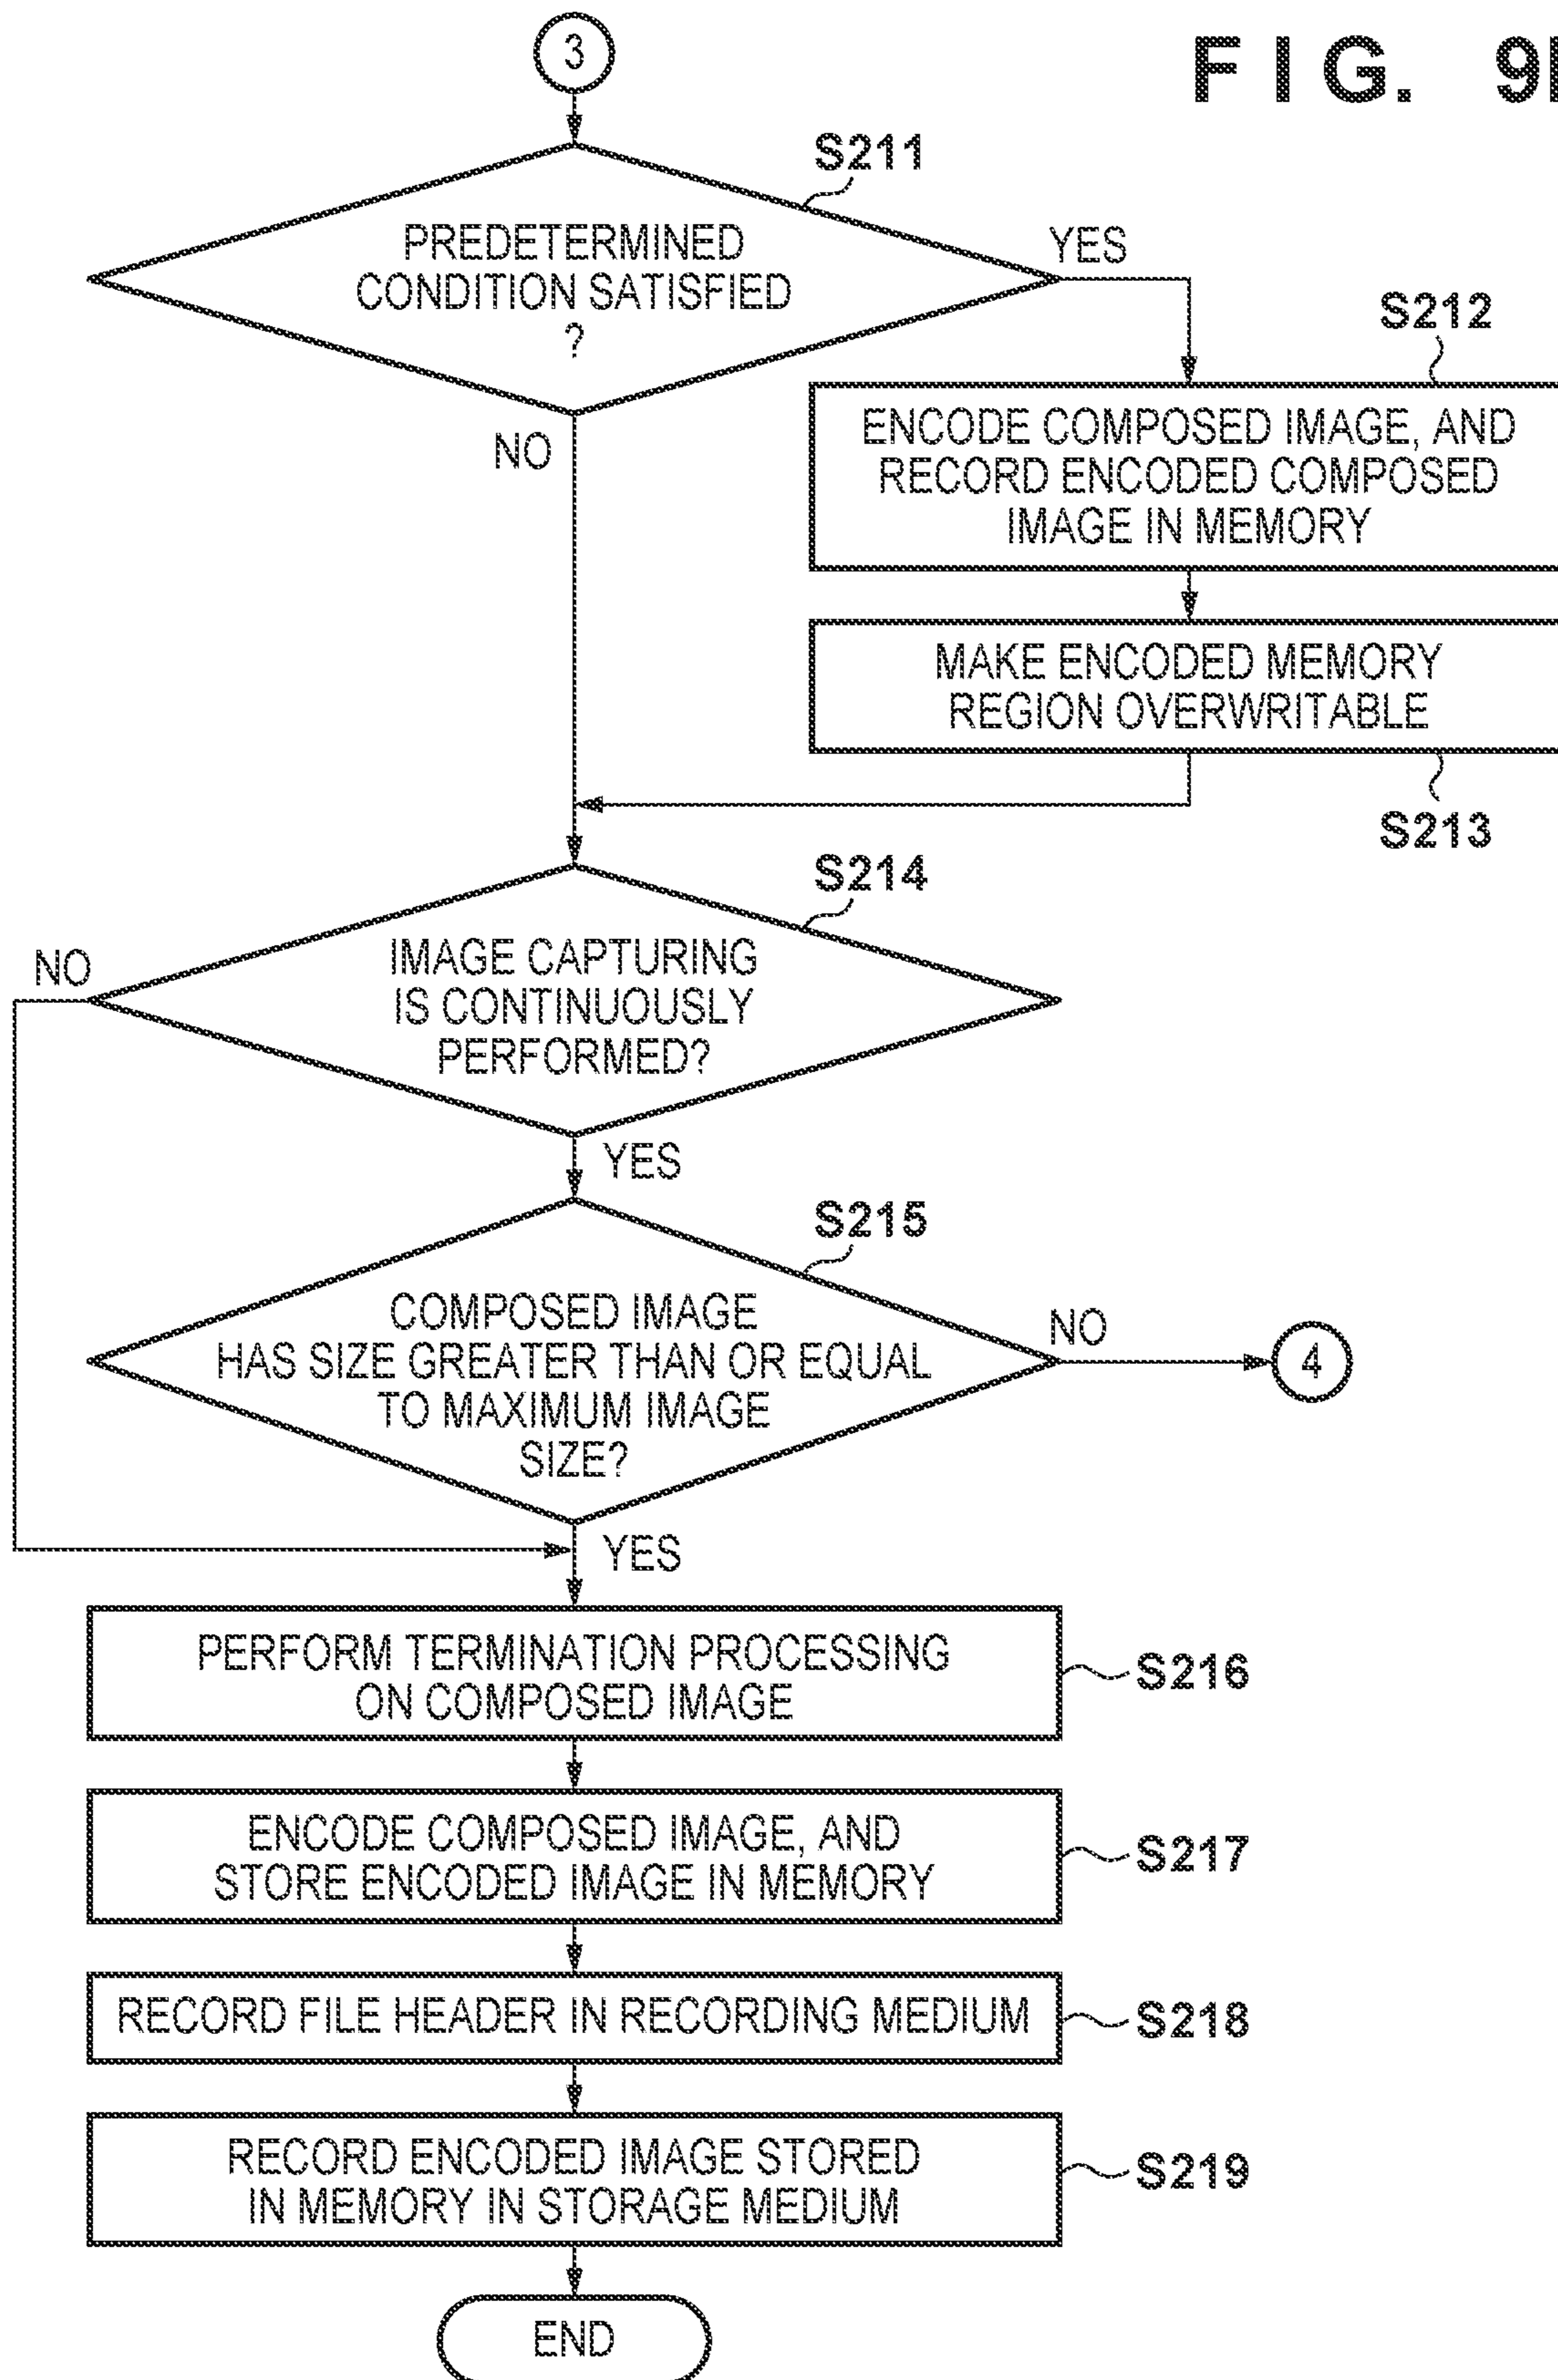 3
F I G. 9
S211
PREDETERMINED
CONDITION SATISFIED
?
YES
NO
S212
ENCODE COMPOSED IMAGE, AND
RECORD ENCODED COMPOSED
IMAGE IN MEMORY
MAKE ENCODED MEMORY
REGION OVERWRITABLE
S213
S214
IMAGE CAPTURING
IS CONTINUOUSLY
PERFORMED?
NO
YES
S215
COMPOSED IMAGE
HAS SIZE GREATER THAN OR EQUAL
TO MAXIMUM IMAGE
SIZE?
NO
4
YES
PERFORM TERMINATION PROCESSING
ON COMPOSED IMAGE
S216
ENCODE COMPOSED IMAGE, AND
STORE ENCODED IMAGE IN MEMORY
S217
RECORD FILE HEADER IN RECORDING MEDIUM
S218
RECORD ENCODED IMAGE STORED
IN MEMORY IN STORAGE MEDIUM
S219
END